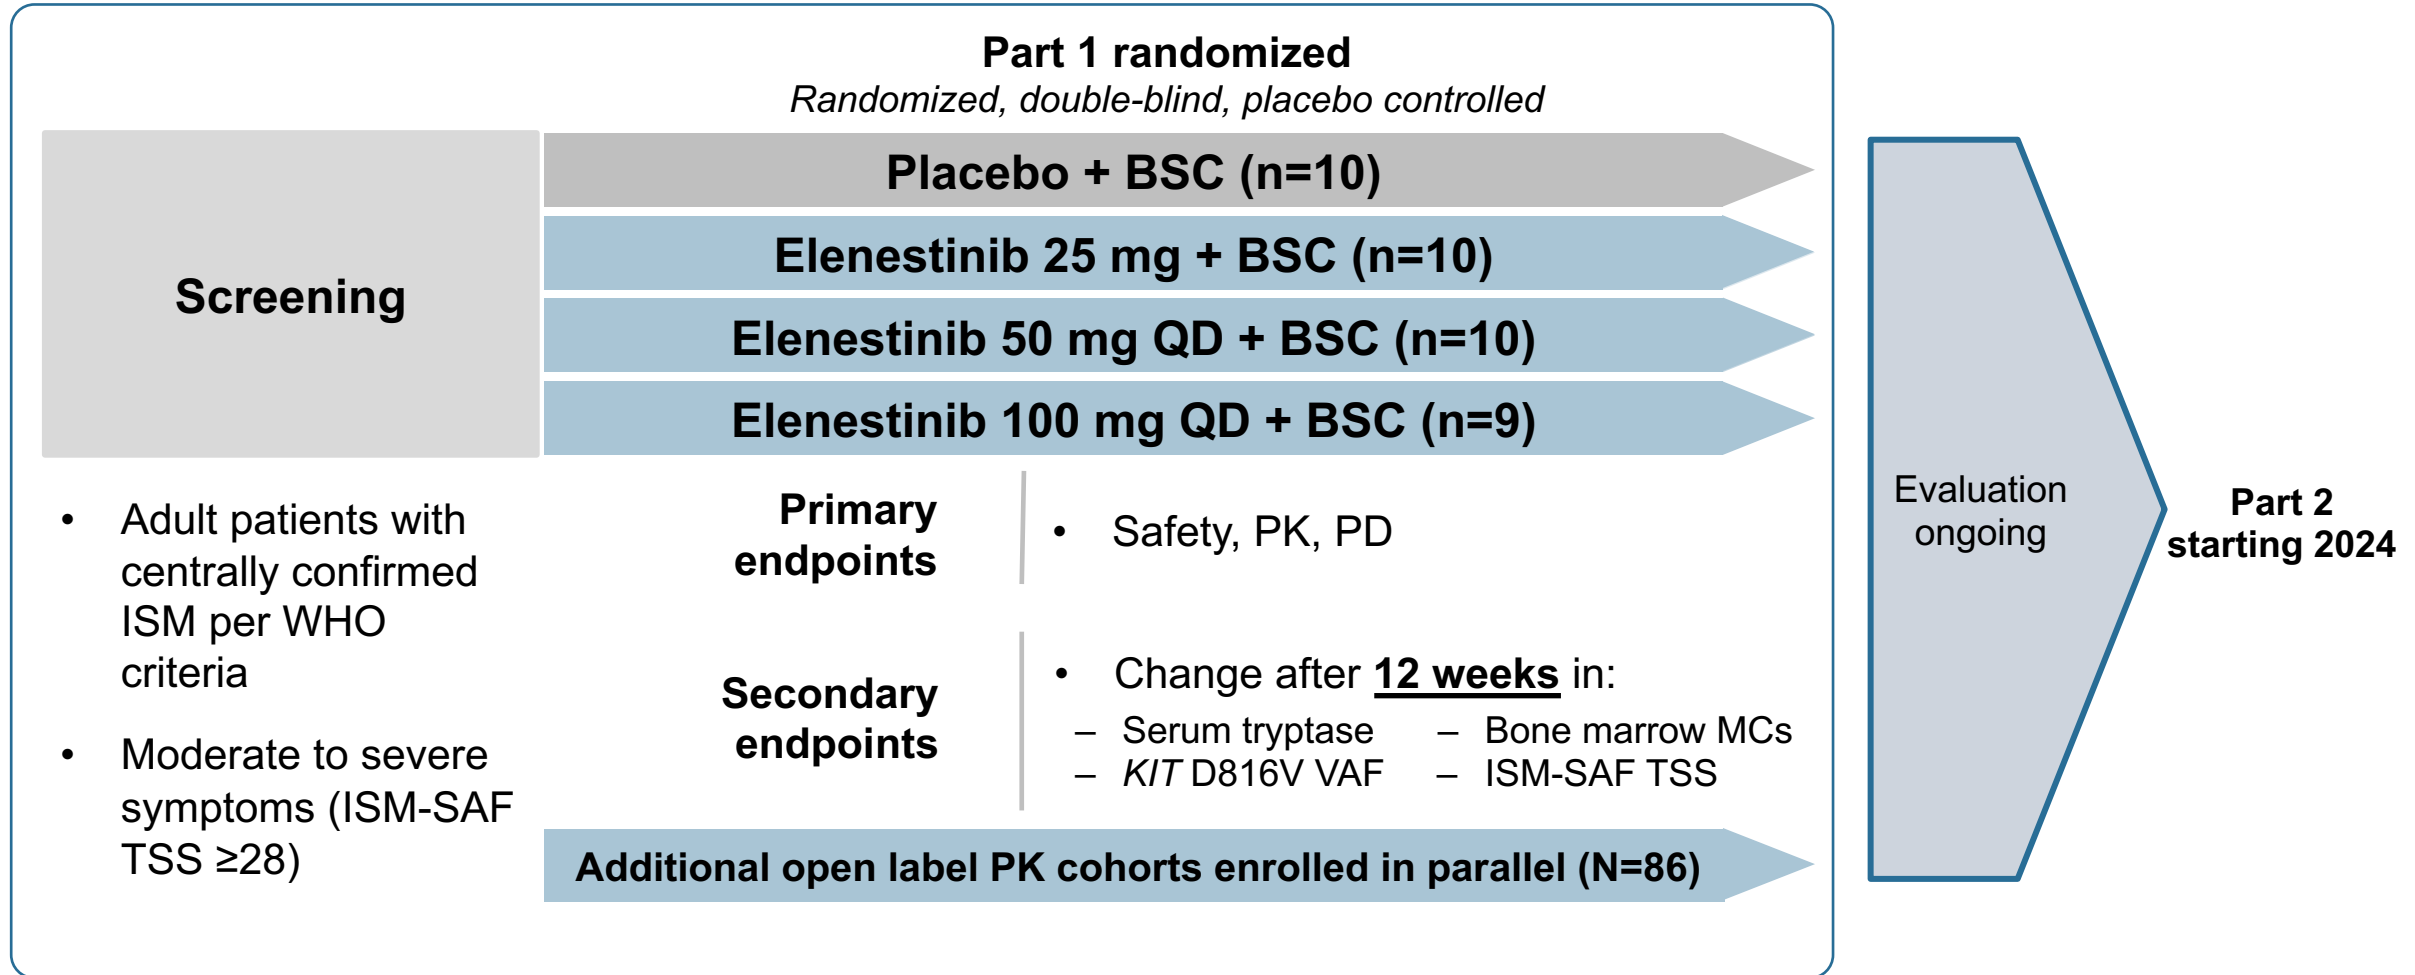 Part 1 randomized
Randomized, double-blind, placebo controlled
Screening
Placebo + BSC (n=10)
Elenestinib 25 mg + BSC (n=10)
Elenestinib 50 mg QD + BSC (n=10)
Elenestinib 100 mg QD + BSC (n=9)
• Adult patients with
centrally confirmed
ISM per WHO
criteria
• Moderate to severe
symptoms (ISM-SAF
TSS ≥28)
Primary
endpoints
• Safety, PK, PD
Secondary
endpoints
• Change after 12 weeks in:
– Serum tryptase – Bone marrow MCs
– KIT D816V VAF – ISM-SAF TSS
Additional open label PK cohorts enrolled in parallel (N=86)
Evaluation
ongoing
Part 2
starting 2024